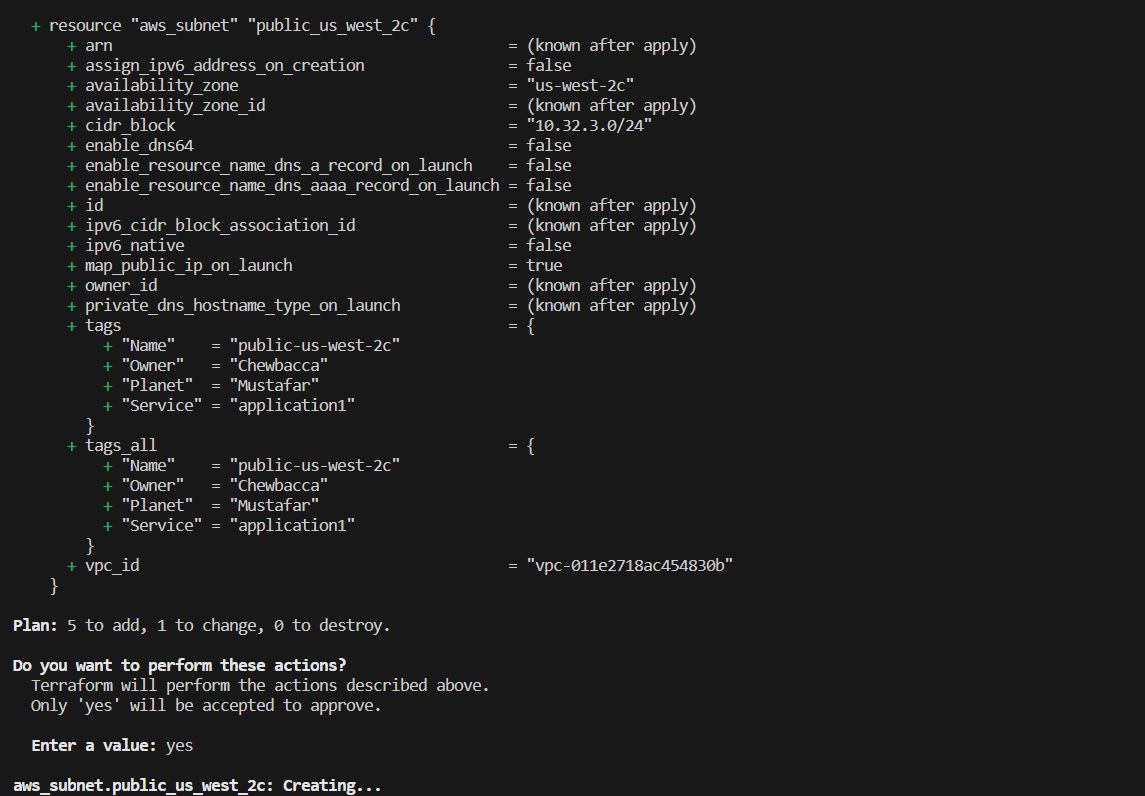 + resource "aws_subnet" "public_us_west_2c" {
+ arn = (known after apply)
+ assign_ipv6_address_on_creation = false
+ availability_zone = "us-west-2c"
+ availability_zone_id = (known after apply)
+ cidr_block = "10.32.3.0/24"
+ enable_dns64 = false
+ enable_resource_name_dns_a_record_on_launch = false
+ enable_resource_name_dns_aaaa_record_on_launch = false
+ id = (known after apply)
+ ipv6_cidr_block_association_id = (known after apply)
+ ipv6_native = false
+ map_public_ip_on_launch = true
+ owner_id = (known after apply)
+ private_dns_hostname_type_on_launch = (known after apply)
+ tags = {
+ "Name" = "public-us-west-2c"
+ "Owner" = "Chewbacca"
+ "Planet" = "Mustafar"
+ "Service" = "application1"
}
+ tags_all = {
+ "Name" = "public-us-west-2c"
+ "Owner" = "Chewbacca"
+ "Planet" = "Mustafar"
+ "Service" = "application1"
}
+ vpc_id = "vpc-011e2718ac454830b"
}
Plan: 5 to add, 1 to change, 0 to destroy.
Do you want to perform these actions?
Terraform will perform the actions described above.
Only 'yes' will be accepted to approve.
Enter a value: yes
aws_subnet.public_us_west_2c: Creating...